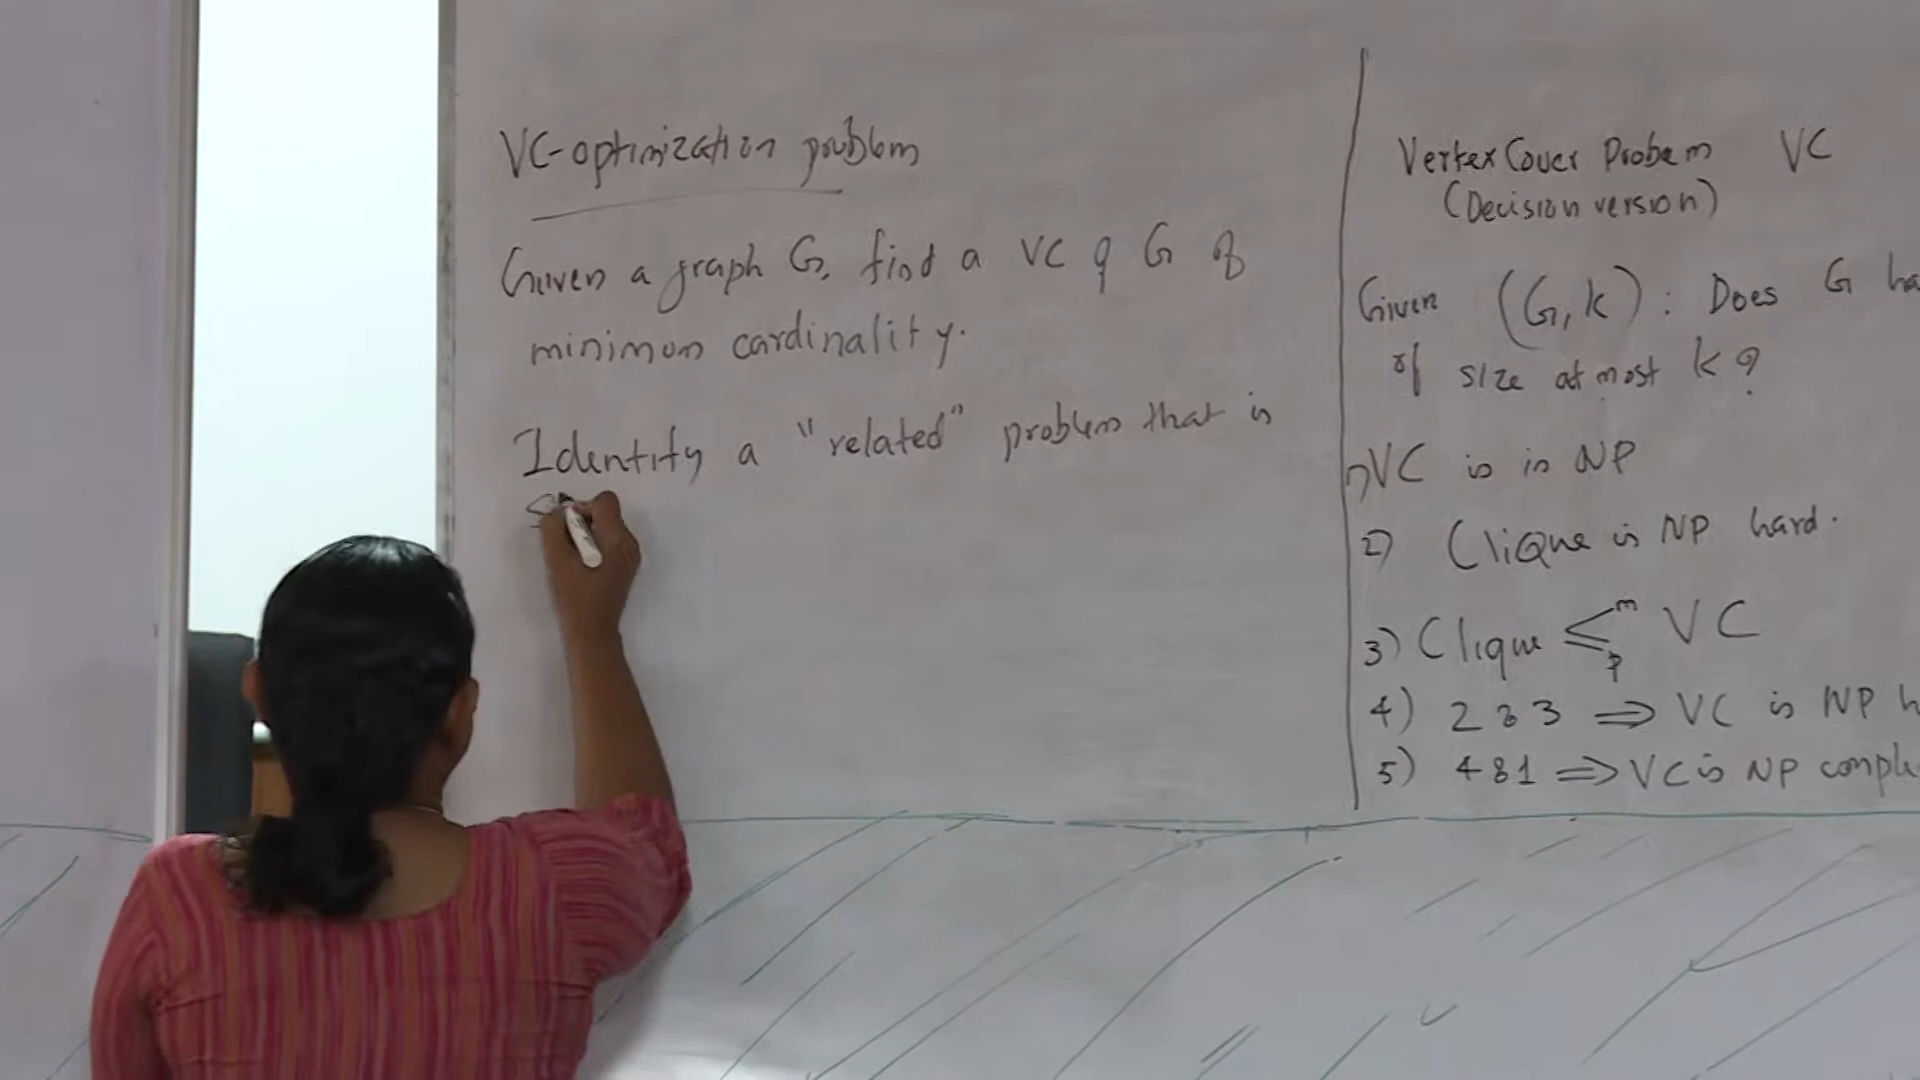 VC-optimization problem
Given a graph G, find a VC of G of
minimum cardinality.
Identify a "related" problem that is
Vertex Cover Probem VC
(Decision version)
Given (G, k) : Does G ha
of size at most k?
1) VC is in NP
2) Clique is NP hard.
3) Clique ≤ᵐₚ VC
4) 2 & 3 ⟹ VC is NP h
5) 4 & 1 ⟹ VC is NP comple